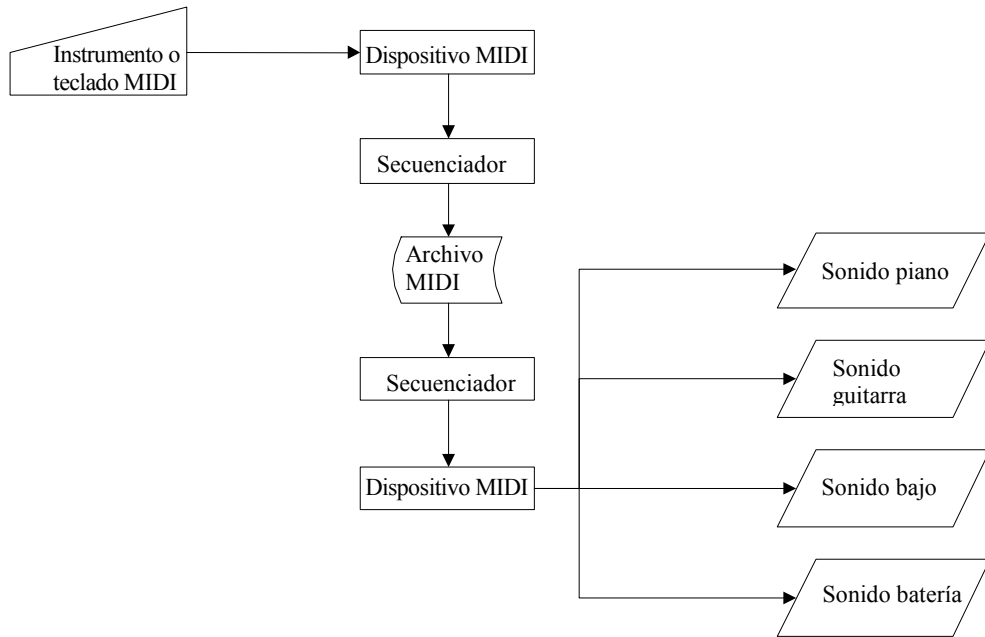 Instrumento o
teclado MIDI
Dispositivo MIDI
Secuenciador
Archivo
MIDI
Secuenciador
Dispositivo MIDI
Sonido piano
Sonido
guitarra
Sonido bajo
Sonido batería